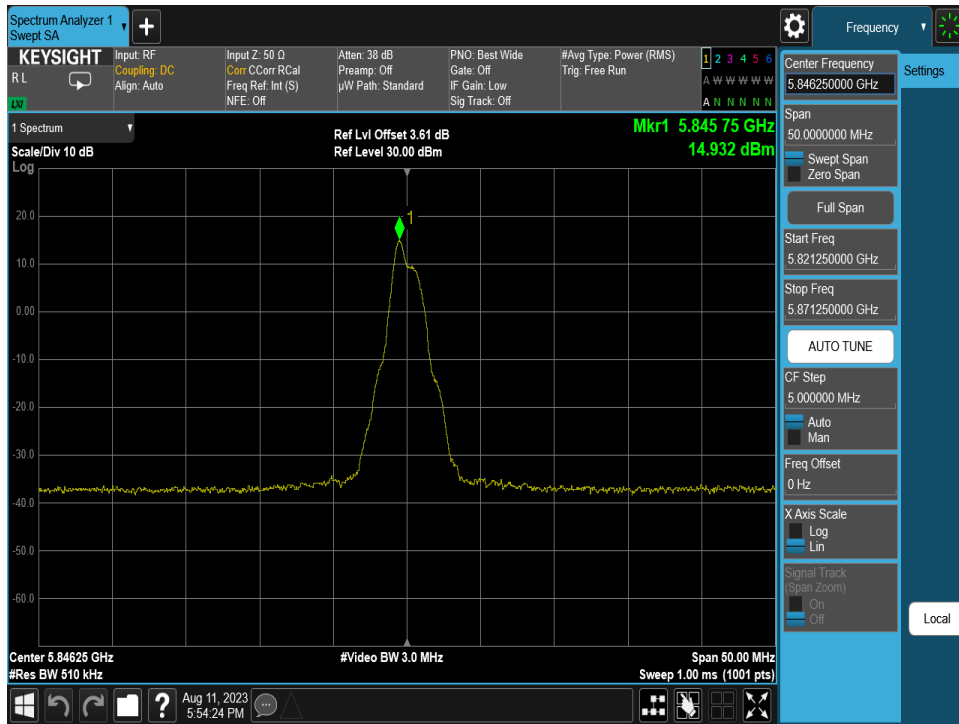 Spectrum Analyzer 1
Swept SA
+
Frequency
KEYSIGHT
R L
LXI
Input: RF
Coupling: DC
Align: Auto
Input Z: 50 Ω
Corr CCorr RCal
Freq Ref: Int (S)
NFE: Off
Atten: 38 dB
Preamp: Off
µW Path: Standard
PNO: Best Wide
Gate: Off
IF Gain: Low
Sig Track: Off
#Avg Type: Power (RMS)
Trig: Free Run
1 2 3 4 5 6
A W W W W W
A N N N N N
1 Spectrum
Scale/Div 10 dB
Log
Ref Lvl Offset 3.61 dB
Ref Level 30.00 dBm
Mkr1 5.845 75 GHz
14.932 dBm
1
20.0
10.0
0.00
-10.0
-20.0
-30.0
-40.0
-50.0
-60.0
Center 5.84625 GHz
#Res BW 510 kHz
#Video BW 3.0 MHz
Span 50.00 MHz
Sweep 1.00 ms (1001 pts)
Center Frequency
5.846250000 GHz
Settings
Span
50.0000000 MHz
Swept Span
Zero Span
Full Span
Start Freq
5.821250000 GHz
Stop Freq
5.871250000 GHz
AUTO TUNE
CF Step
5.000000 MHz
Auto
Man
Freq Offset
0 Hz
X Axis Scale
Log
Lin
Signal Track
(Span Zoom)
On
Off
Local
?
Aug 11, 2023
5:54:24 PM